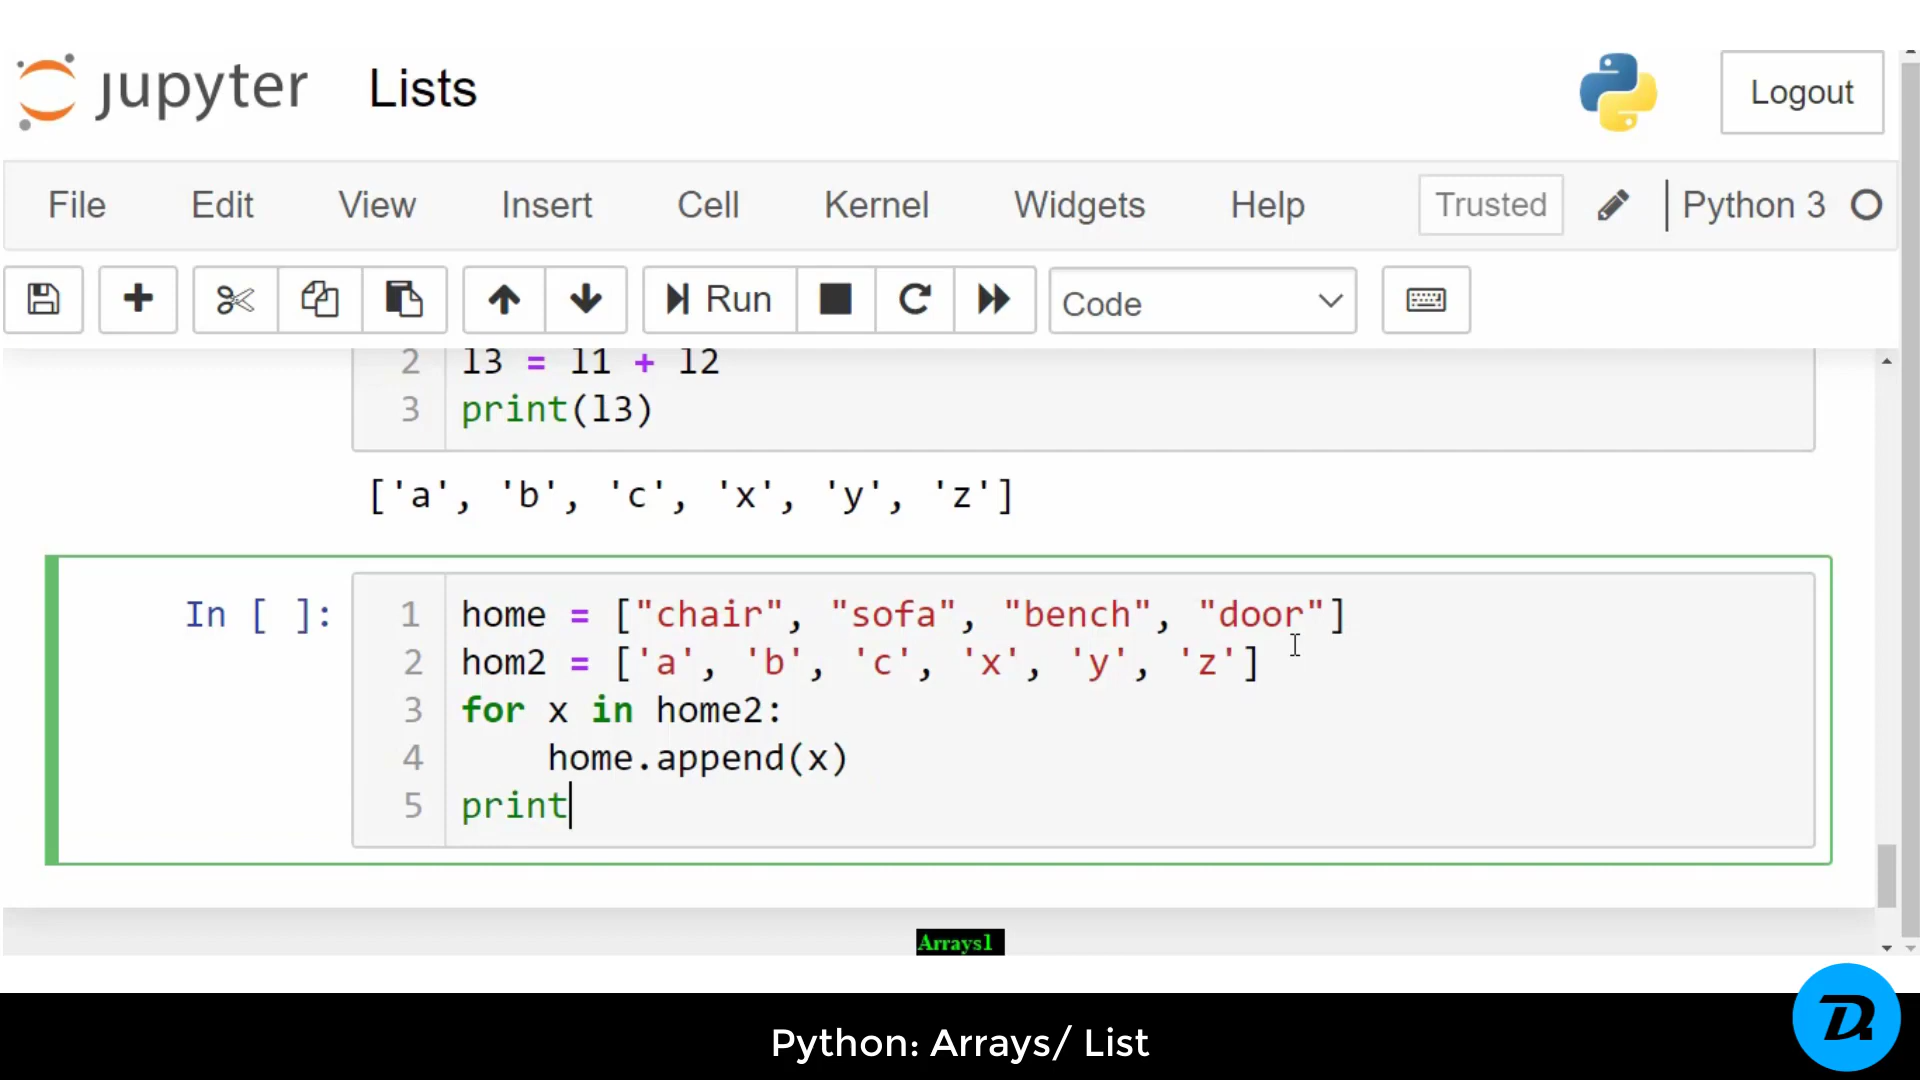 jupyter Lists
Logout
File Edit View Insert Cell Kernel Widgets Help Trusted Python 3
Run Code
2 l3 = l1 + l2
3 print(l3)
['a', 'b', 'c', 'x', 'y', 'z']
In [ ]: 1 home = ["chair", "sofa", "bench", "door"]
2 hom2 = ['a', 'b', 'c', 'x', 'y', 'z']
3 for x in home2:
4     home.append(x)
5 print
Arrays1
Python: Arrays/ List